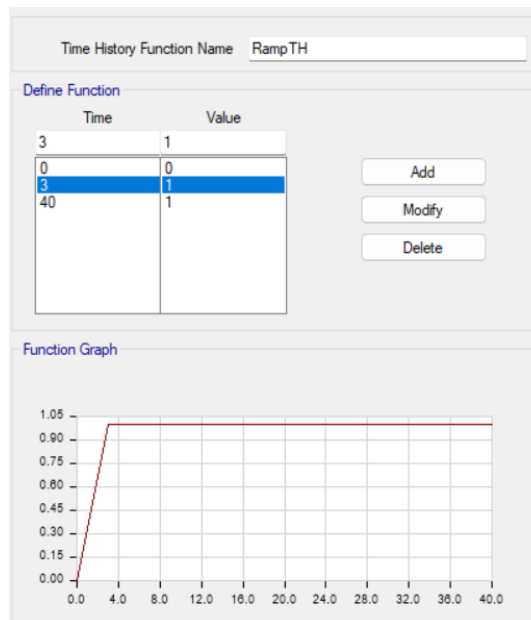 Time History Function Name RampTH
Define Function
Time Value
3 1
0 0
3 1
40 1
Add
Modify
Delete
Function Graph
1.05
0.90
0.75
0.60
0.45
0.30
0.15
0.00
0.0 4.0 8.0 12.0 16.0 20.0 24.0 28.0 32.0 36.0 40.0